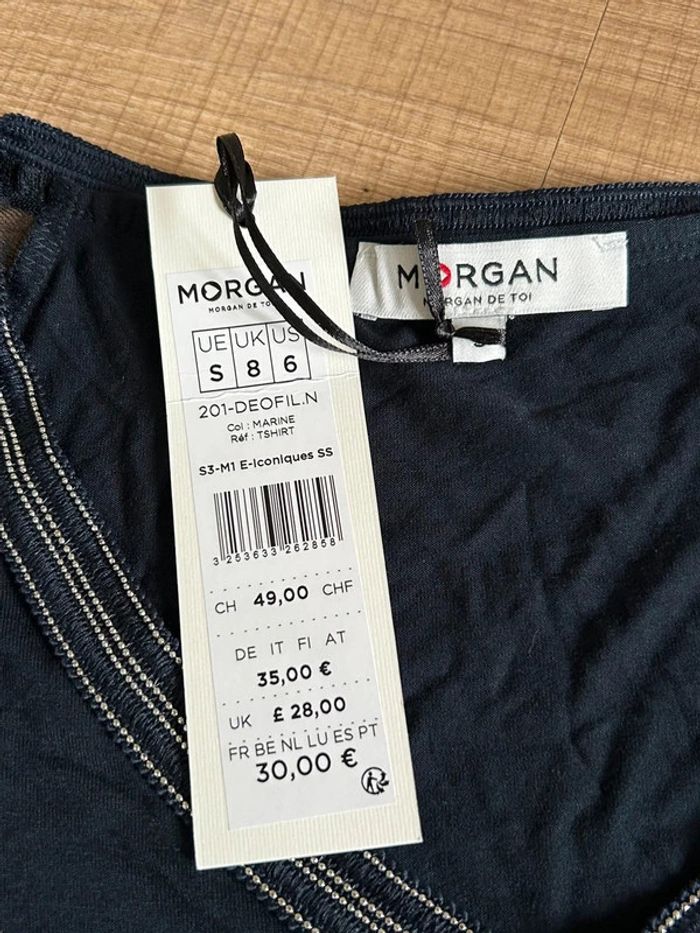 MORGAN
MORGAN DE TOI
UE UK US
S 8 6
201-DEOFIL.N
Col : MARINE
Réf : TSHIRT
S3-M1 E-Iconiques SS
3 253633 262858
CH 49,00 CHF
DE IT FI AT
35,00 €
UK £ 28,00
FR BE NL LU ES PT
30,00 €
MORGAN
MORGAN DE TOI